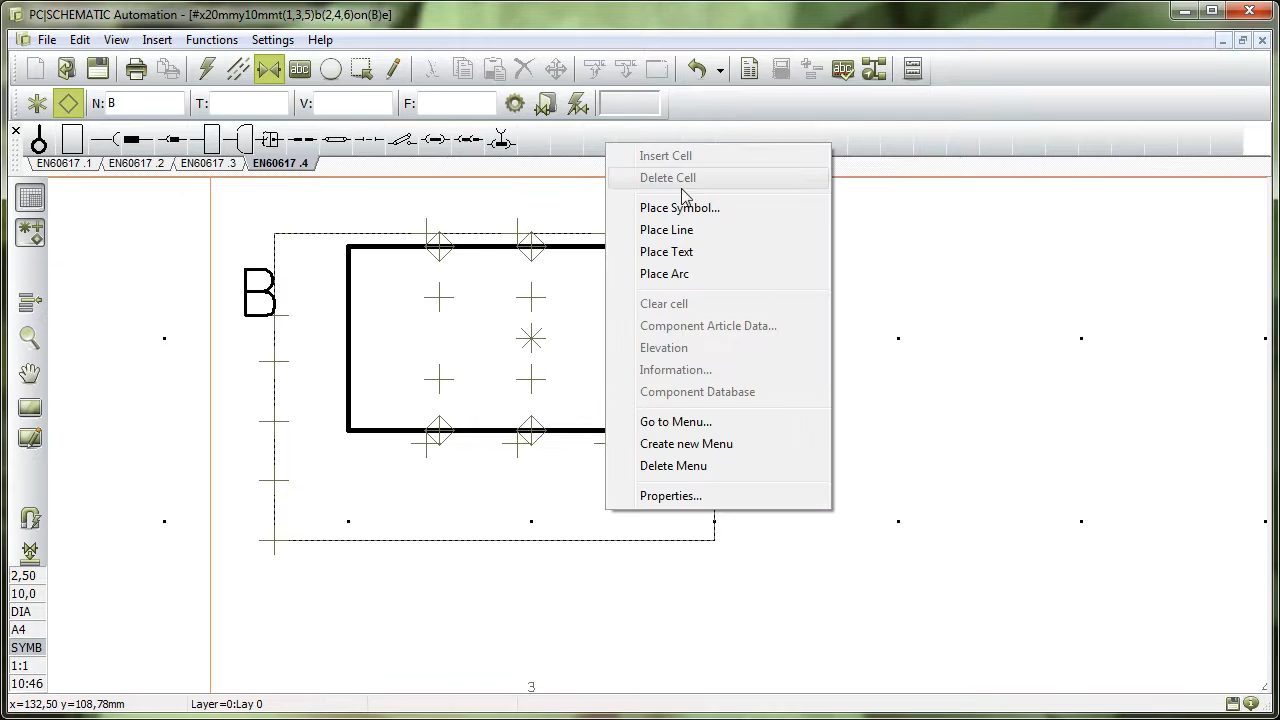 PC|SCHEMATIC Automation - [#x20mmy10mmt(1,3,5)b(2,4,6)on(B)e]
File Edit View Insert Functions Settings Help
abc abc
N: B T: V: F:
EN60617 .1 EN60617 .2 EN60617 .3 EN60617 .4
Insert Cell
Delete Cell
Place Symbol...
Place Line
Place Text
Place Arc
Clear cell
Component Article Data...
Elevation
Information...
Component Database
Go to Menu...
Create new Menu
Delete Menu
Properties...
B
2,50
10,0
DIA
A4
SYMB
1:1
10:46
3
x=132,50 y=108,78mm Layer=0:Lay 0